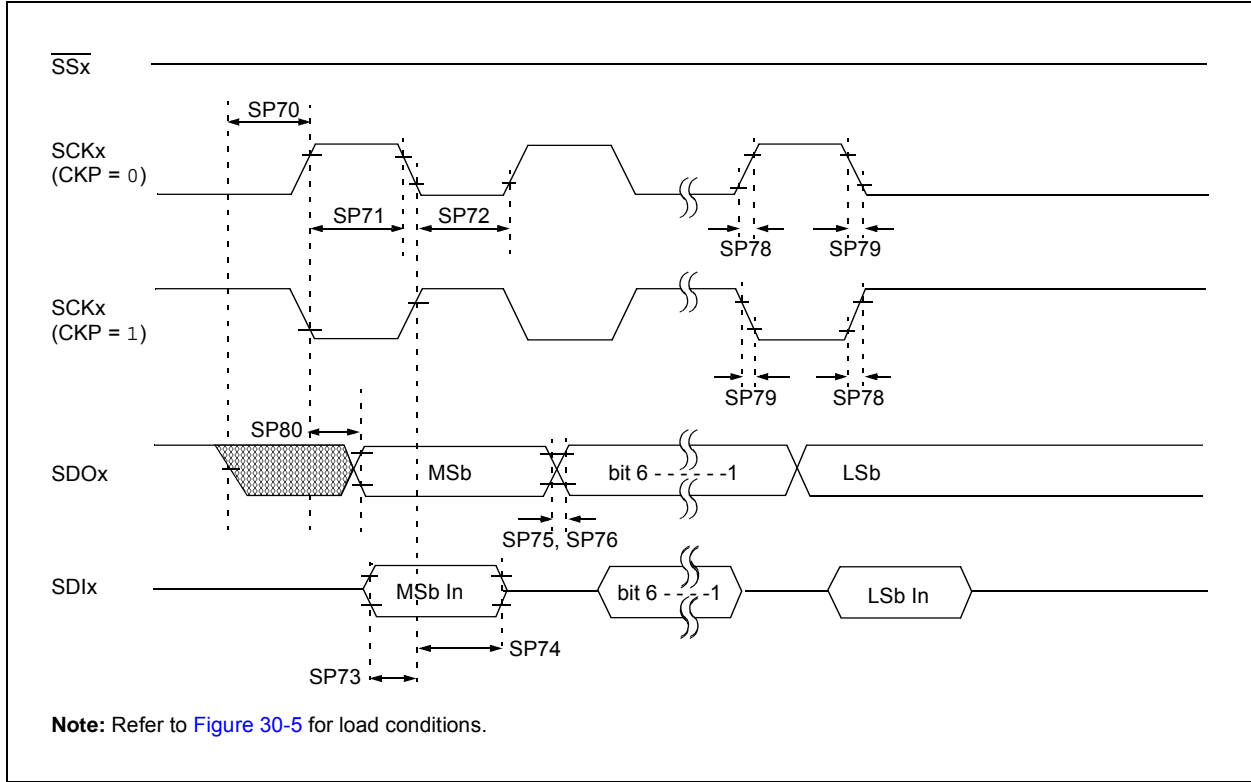 SSx
SP70
SCKx
(CKP = 0)
SP71
SP72
SP78
SP79
SCKx
(CKP = 1)
SP79
SP78
SP80
SDOx
MSb
bit 6 - - - - - -1
LSb
SP75, SP76
SDIx
MSb In
bit 6 - - - -1
LSb In
SP74
SP73
Note: Refer to Figure 30-5 for load conditions.